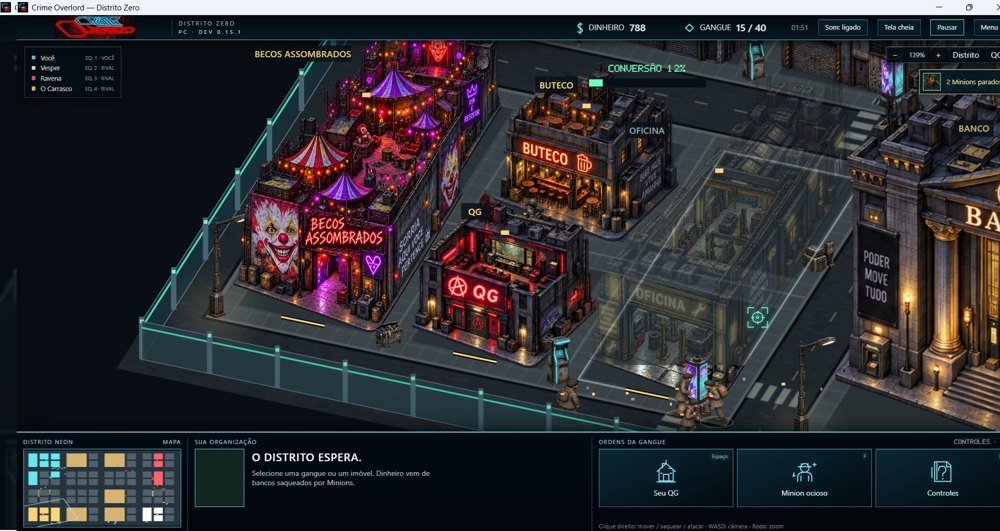 Crime Overlord — Distrito Zero
DISTRITO ZERO
PC · DEV 0.15.1
$ DINHEIRO 788
GANGUE 15 / 40
01:51
Som: ligado
Tela cheia
Pausar
Menu
Você EQ. 1 · VOCÊ
Vesper EQ. 2 · RIVAL
Ravena EQ. 3 · RIVAL
O Carrasco EQ. 4 · RIVAL
BECOS ASSOMBRADOS
CONVERSÃO 12%
− 139% + Distrito QG
2 Minions parados
BUTECO
OFICINA
BANCO
BUTECO
QG
BECOS
ASSOMBRADOS
QG
OFICINA
BA
PODER
MOVE
TUDO
DISTRITO NEON
MAPA
SUA ORGANIZAÇÃO
O DISTRITO ESPERA.
Selecione uma gangue ou um imóvel. Dinheiro vem de
bancos saqueados por Minions.
ORDENS DA GANGUE
CONTROLES
Espaço
Seu QG
F
Minion ocioso
Controles
Clique direito: mover / saquear / atacar · WASD: câmera · Roda: zoom